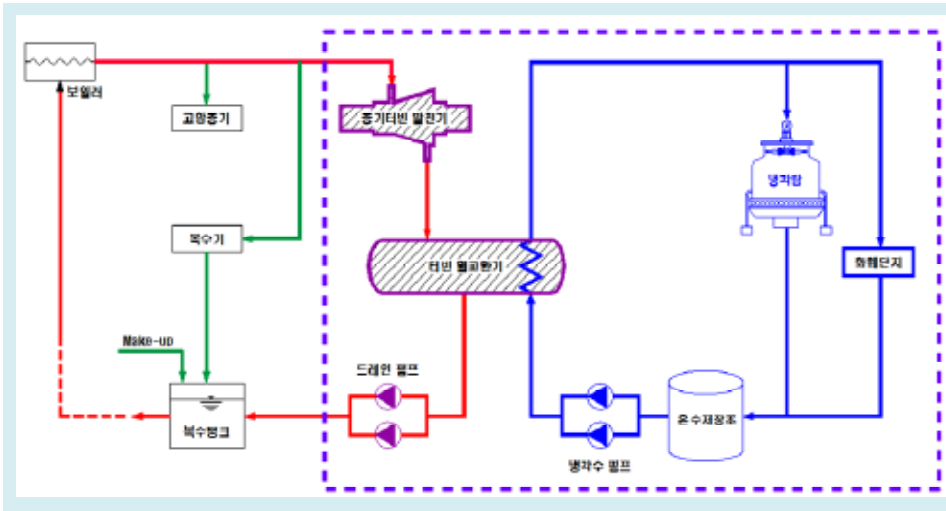 보일러
고압증기
증기터빈 발전기
냉각탑
복수기
터빈 열교환기
화훼단지
Make-up
드레인 펌프
복수탱크
온수저장조
냉각수 펌프